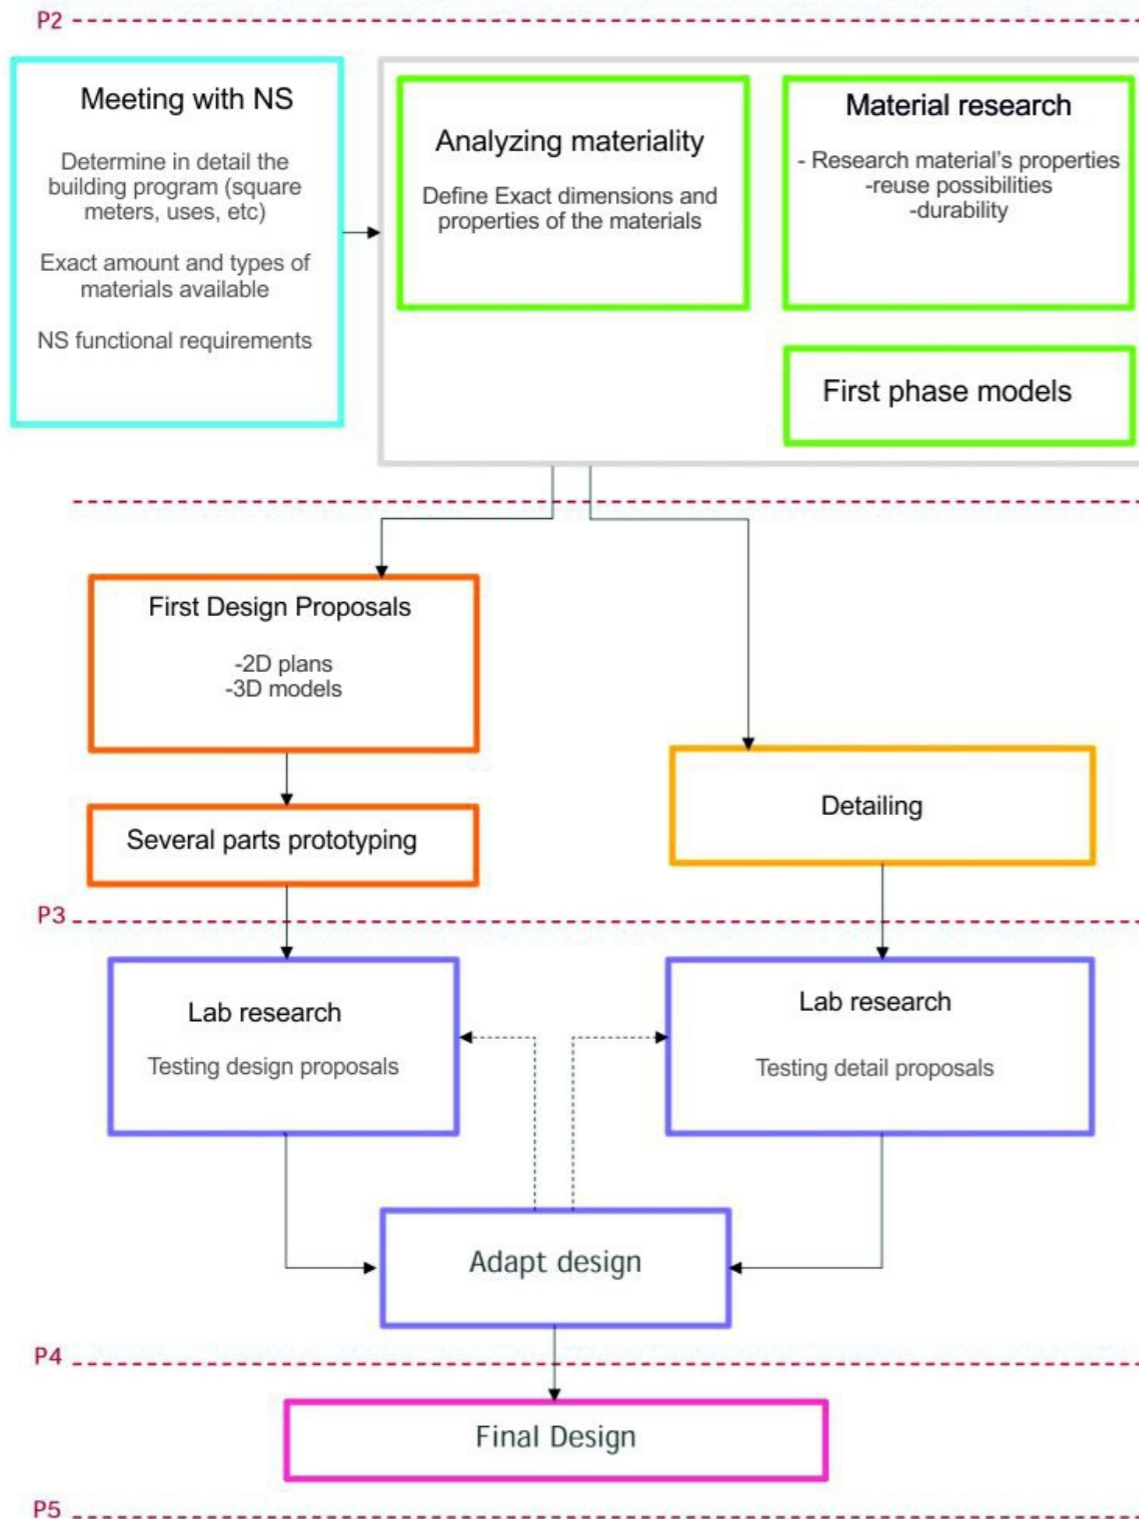 P2
Meeting with NS
Determine in detail the
building program (square
meters, uses, etc)
Exact amount and types of
materials available
NS functional requirements
Analyzing materiality
Define Exact dimensions and
properties of the materials
Material research
- Research material's properties
-reuse possibilities
-durability
First phase models
First Design Proposals
-2D plans
-3D models
Several parts prototyping
Detailing
P3
Lab research
Testing design proposals
Lab research
Testing detail proposals
Adapt design
P4
Final Design
P5